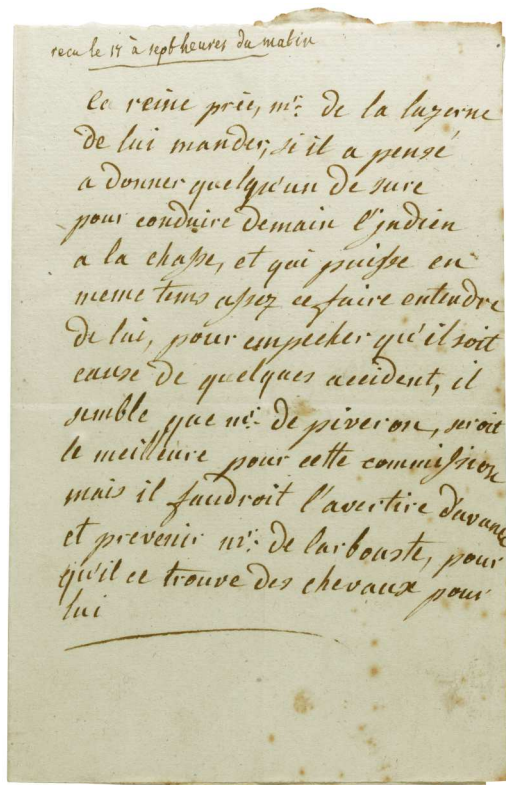 recu le 17 à sept heures du matin
la reine prie, mr. de la luzerne
de lui mander, si il a pensé
a donner quelqu'un de sure
pour conduire demain l'jndien
a la chasse, et qui puisse en
meme tems assez ce faire entendre
de lui, pour empecher qu'il soit
cause de quelques accident, il
semble que mr. de piveron, seroit
le meilleure pour cette commission
mais il faudroit l'avertire d'avance
et prevenir mr. de larbouste, pour
qu'il ce trouve des chevaux pour
lui